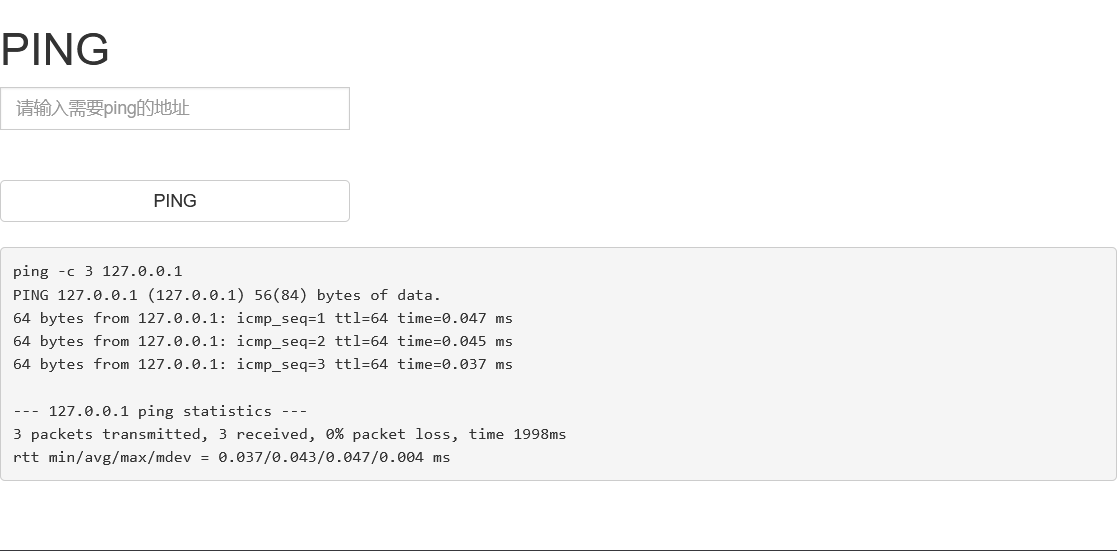 PING
请输入需要ping的地址
PING
ping -c 3 127.0.0.1
PING 127.0.0.1 (127.0.0.1) 56(84) bytes of data.
64 bytes from 127.0.0.1: icmp_seq=1 ttl=64 time=0.047 ms
64 bytes from 127.0.0.1: icmp_seq=2 ttl=64 time=0.045 ms
64 bytes from 127.0.0.1: icmp_seq=3 ttl=64 time=0.037 ms
--- 127.0.0.1 ping statistics ---
3 packets transmitted, 3 received, 0% packet loss, time 1998ms
rtt min/avg/max/mdev = 0.037/0.043/0.047/0.004 ms